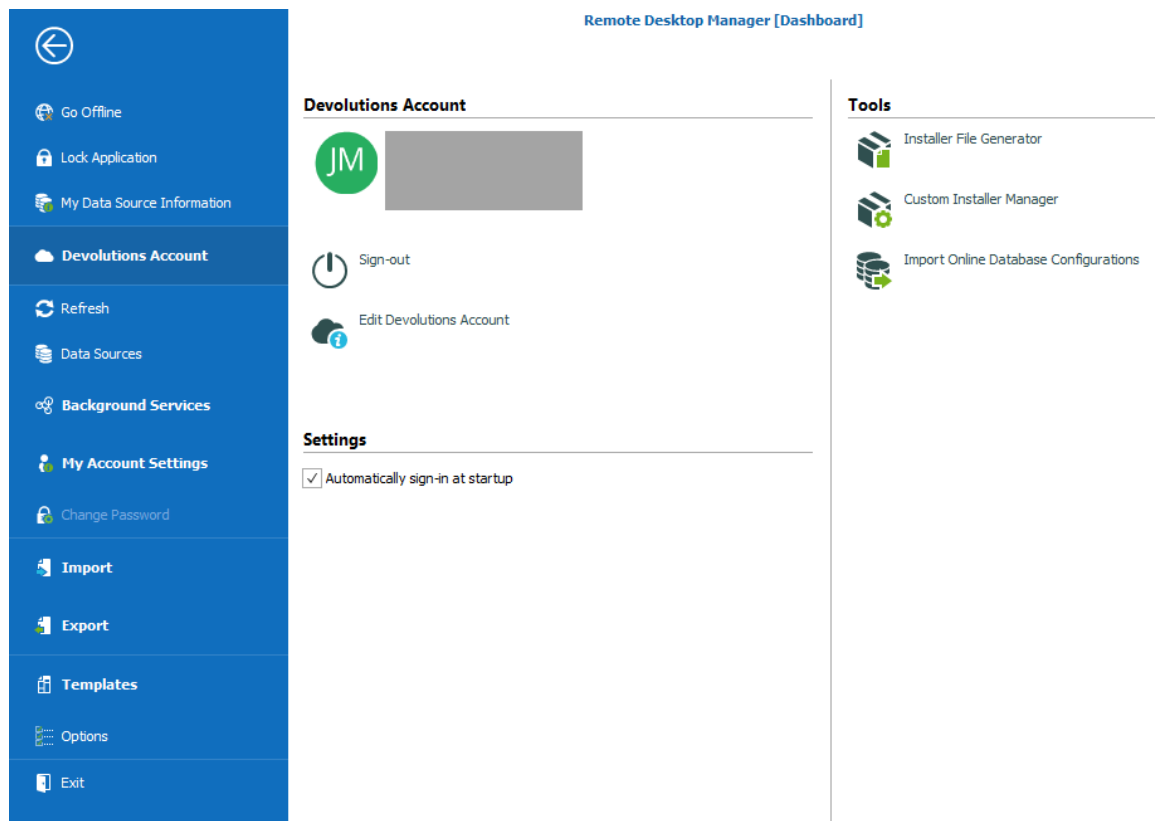 Remote Desktop Manager [Dashboard]
Go Offline
Lock Application
My Data Source Information
Devolutions Account
Refresh
Data Sources
Background Services
My Account Settings
Change Password
Import
Export
Templates
Options
Exit
Devolutions Account
JM
Sign-out
Edit Devolutions Account
Settings
Automatically sign-in at startup
Tools
Installer File Generator
Custom Installer Manager
Import Online Database Configurations